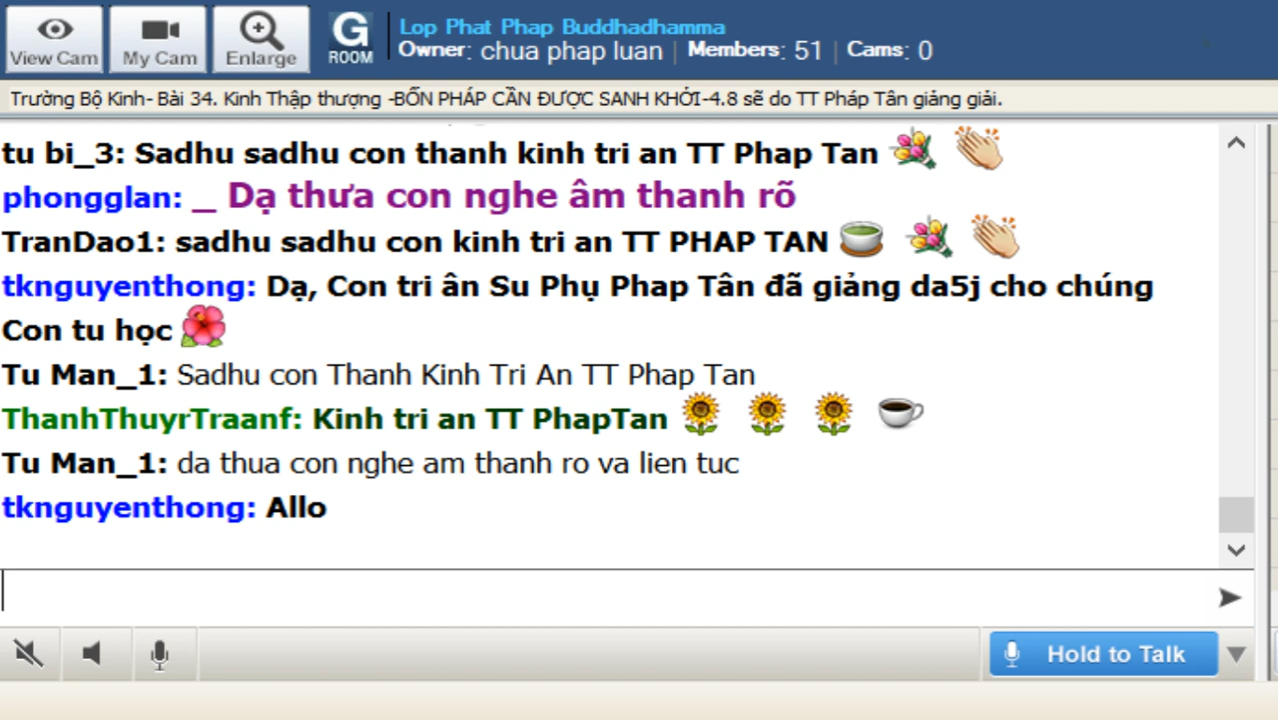 View Cam
My Cam
Enlarge
G
ROOM
Lop Phat Phap Buddhadhamma
Owner: chua phap luan | Members: 51 | Cams: 0
Trường Bộ Kinh- Bài 34. Kinh Thập thượng -BỐN PHÁP CẦN ĐƯỢC SANH KHỞI-4.8 sẽ do TT Pháp Tân giảng giải.
tu bi_3: Sadhu sadhu con thanh kinh tri an TT Phap Tan
phongglan: _ Dạ thưa con nghe âm thanh rõ
TranDao1: sadhu sadhu con kinh tri an TT PHAP TAN
tknguyenthong: Dạ, Con tri ân Su Phụ Phap Tân đã giảng da5j cho chúng
Con tu học
Tu Man_1: Sadhu con Thanh Kinh Tri An TT Phap Tan
ThanhThuyrTraanf: Kinh tri an TT PhapTan
Tu Man_1: da thua con nghe am thanh ro va lien tuc
tknguyenthong: Allo
Hold to Talk